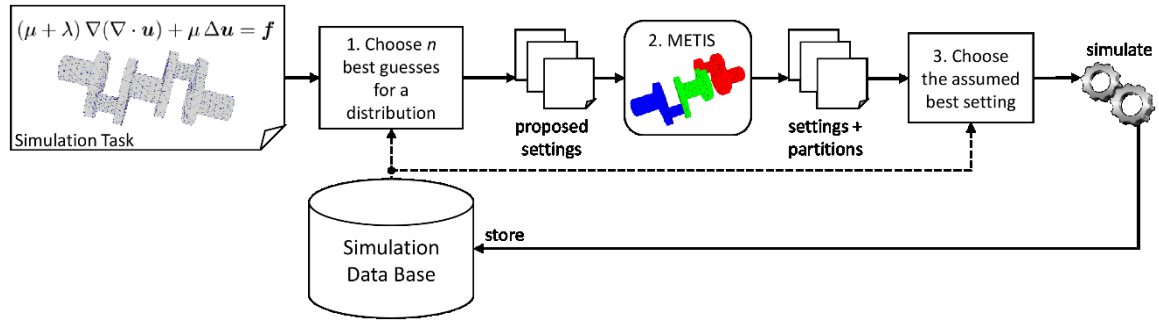 (μ + λ) ∇(∇ · u) + μ Δu = f
Simulation Task
1. Choose n
best guesses
for a
distribution
proposed
settings
2. METIS
settings +
partitions
3. Choose
the assumed
best setting
simulate
store
Simulation
Data Base